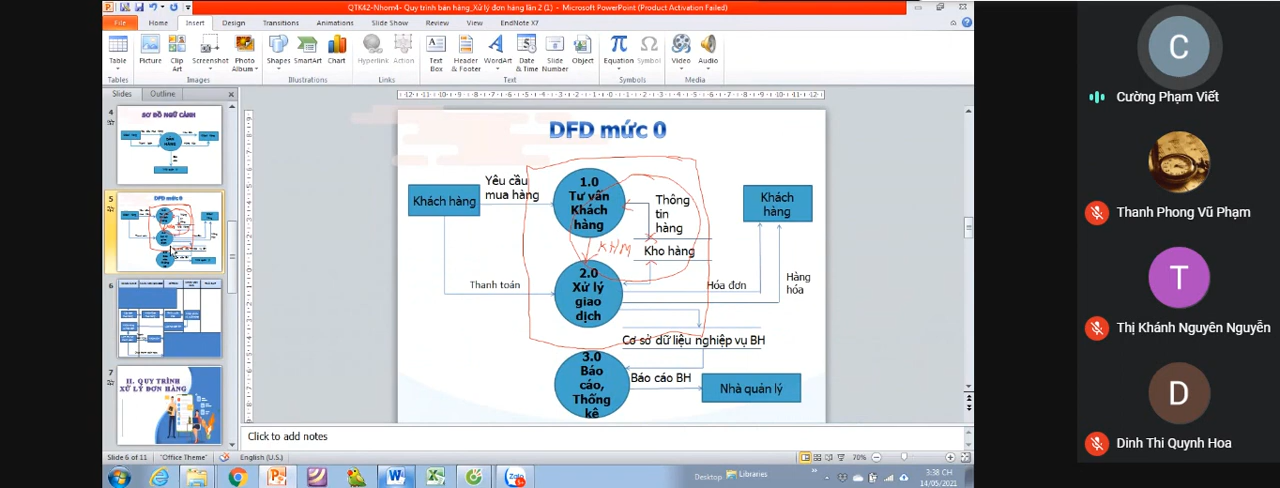 QTK42-Nhom4- Quy trình bán hàng_Xử lý đơn hàng lần 2 (1) - Microsoft PowerPoint (Product Activation Failed)
File Home Insert Design Transitions Animations Slide Show Review View EndNote X7
Table Picture Clip Art Screenshot Photo Album Shapes SmartArt Chart Hyperlink Action Text Box Header & Footer WordArt Date & Time Slide Number Object Equation Symbol Video Audio
Tables Images Illustrations Links Text Symbols Media
Slides Outline
4
SƠ ĐỒ NGỮ CẢNH
5
DFD mức 0
6
7
II. QUY TRÌNH
XỬ LÝ ĐƠN HÀNG
DFD mức 0
Khách hàng
Yêu cầu
mua hàng
1.0
Tư vấn
Khách
hàng
Thông
tin
hàng
Khách
hàng
KHM
Kho hàng
Thanh toán
2.0
Xử lý
giao
dịch
Hóa đơn
Hàng
hóa
Cơ sở dữ liệu nghiệp vụ BH
3.0
Báo
cáo,
Thống
kê
Báo cáo BH
Nhà quản lý
Click to add notes
Slide 6 of 11 "Office Theme" English (U.S.) 70%
Desktop Libraries
Zalo
3:38 CH
14/05/2021
C
Cường Phạm Viết
Thanh Phong Vũ Phạm
T
Thị Khánh Nguyên Nguyễn
D
Dinh Thi Quynh Hoa